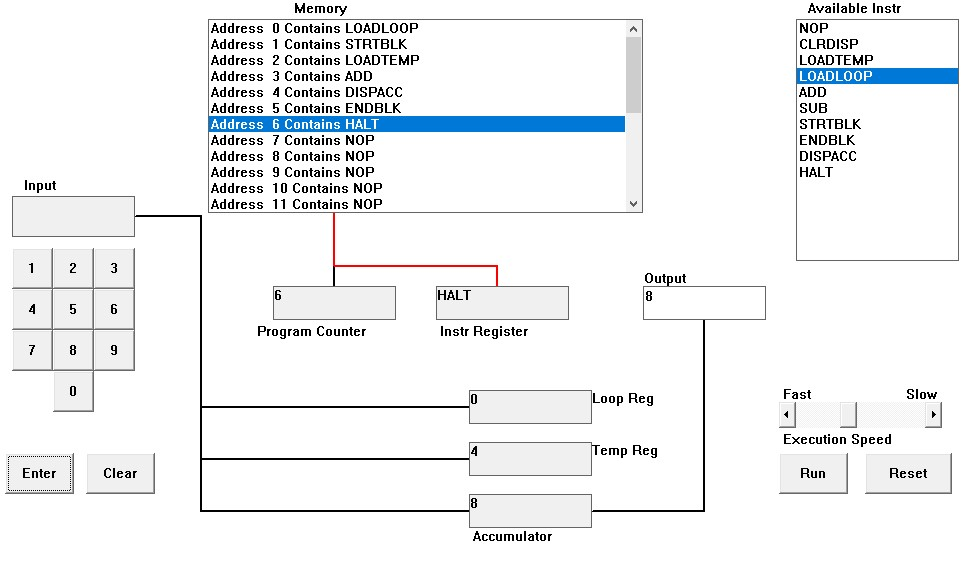 Memory
Available Instr
Address  0 Contains LOADLOOP
Address  1 Contains STRTBLK
Address  2 Contains LOADTEMP
Address  3 Contains ADD
Address  4 Contains DISPACC
Address  5 Contains ENDBLK
Address  6 Contains HALT
Address  7 Contains NOP
Address  8 Contains NOP
Address  9 Contains NOP
Address  10 Contains NOP
Address  11 Contains NOP
NOP
CLRDISP
LOADTEMP
LOADLOOP
ADD
SUB
STRTBLK
ENDBLK
DISPACC
HALT
Input
1 2 3
4 5 6
7 8 9
0
Enter Clear
6
Program Counter
HALT
Instr Register
Output
8
0
Loop Reg
4
Temp Reg
8
Accumulator
Fast Slow
Execution Speed
Run Reset